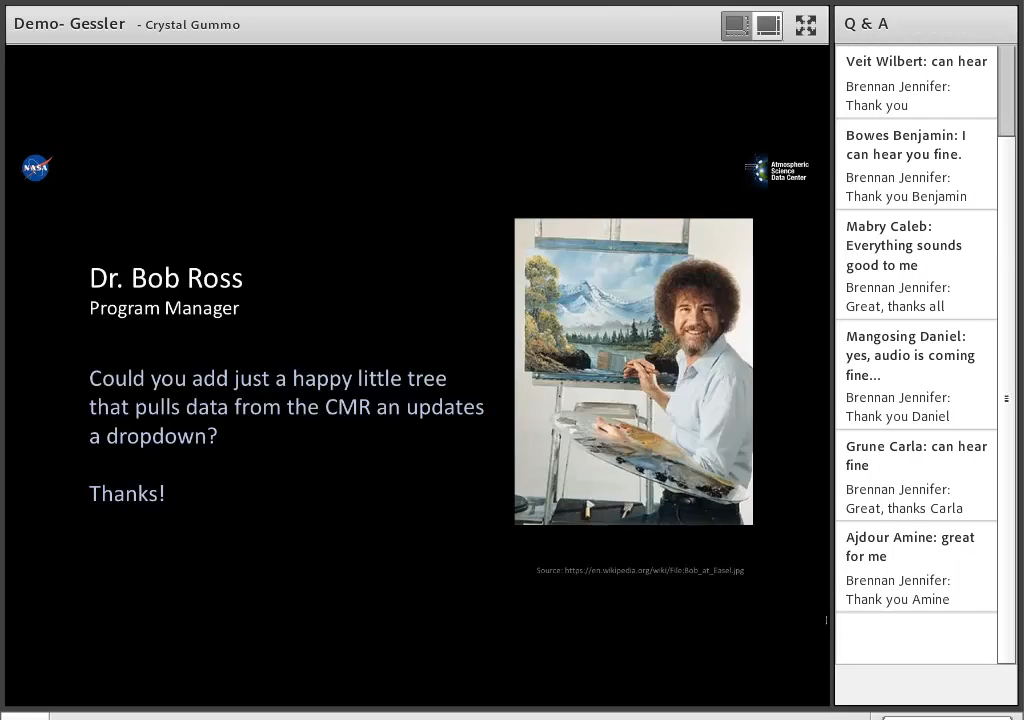 Demo- Gessler - Crystal Gummo
NASA
Atmospheric
Science
Data Center
Dr. Bob Ross
Program Manager
Could you add just a happy little tree
that pulls data from the CMR an updates
a dropdown?
Thanks!
Source: https://en.wikipedia.org/wiki/File:Bob_at_Easel.jpg
Q & A
Veit Wilbert: can hear
Brennan Jennifer:
Thank you
Bowes Benjamin: I
can hear you fine.
Brennan Jennifer:
Thank you Benjamin
Mabry Caleb:
Everything sounds
good to me
Brennan Jennifer:
Great, thanks all
Mangosing Daniel:
yes, audio is coming
fine...
Brennan Jennifer:
Thank you Daniel
Grune Carla: can hear
fine
Brennan Jennifer:
Great, thanks Carla
Ajdour Amine: great
for me
Brennan Jennifer:
Thank you Amine